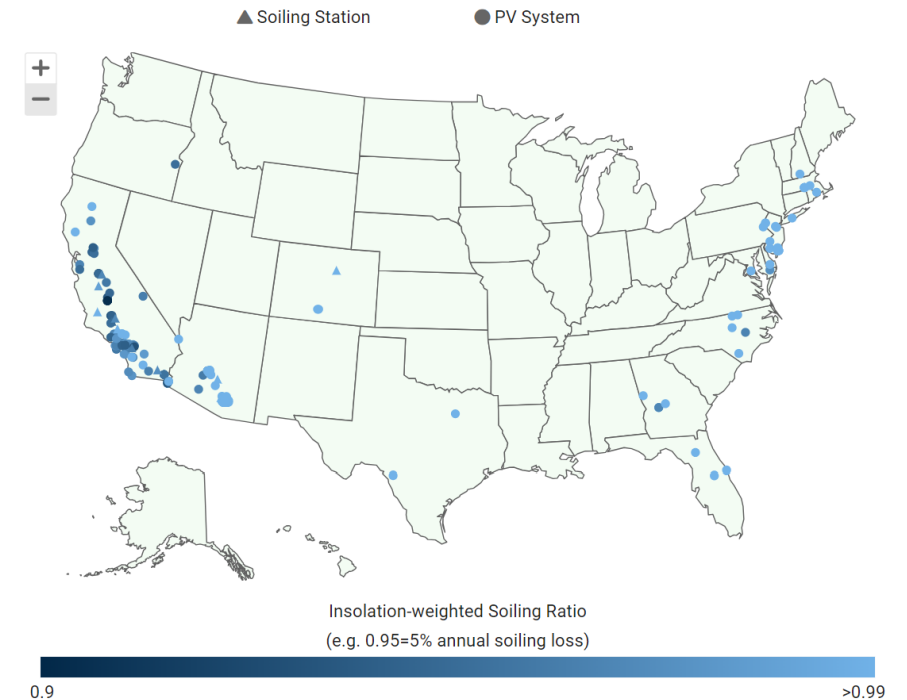 Soiling Station PV System
+
−
Insolation-weighted Soiling Ratio
(e.g. 0.95=5% annual soiling loss)
0.9 >0.99